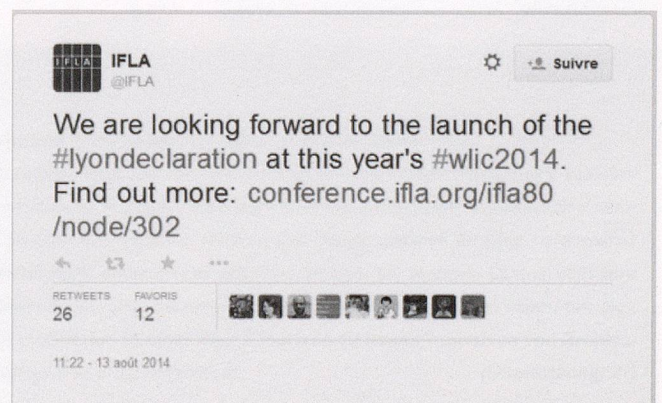 IFLA
IFLA
@IFLA
Suivre
We are looking forward to the launch of the
#lyondeclaration at this year's #wlic2014.
Find out more: conference.ifla.org/ifla80
/node/302
RETWEETS FAVORIS
26 12
11:22 - 13 août 2014